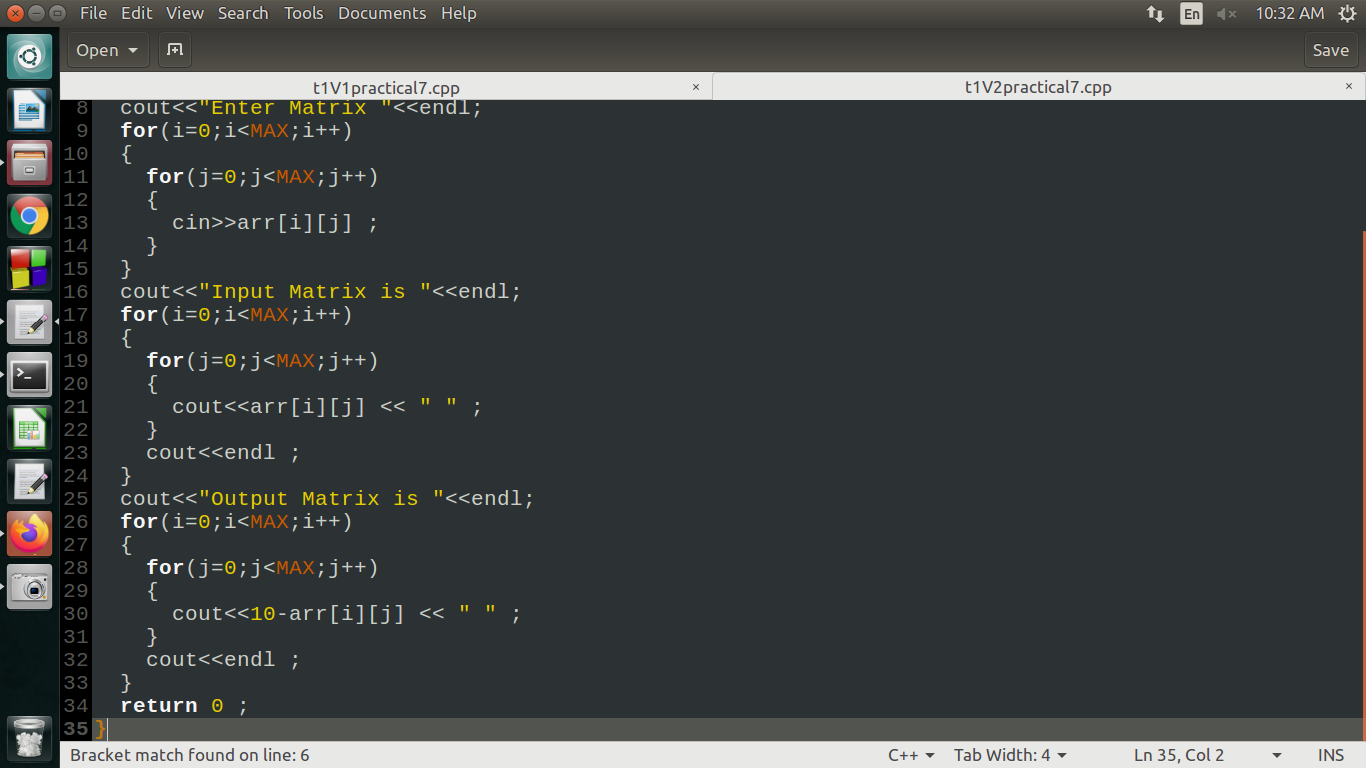 File Edit View Search Tools Documents Help En 10:32 AM
Open Save
t1V1practical7.cpp × t1V2practical7.cpp ×
8 cout<<"Enter Matrix "<<endl;
9 for(i=0;i<MAX;i++)
10 {
11 for(j=0;j<MAX;j++)
12 {
13 cin>>arr[i][j] ;
14 }
15 }
16 cout<<"Input Matrix is "<<endl;
17 for(i=0;i<MAX;i++)
18 {
19 for(j=0;j<MAX;j++)
20 {
21 cout<<arr[i][j] << " " ;
22 }
23 cout<<endl ;
24 }
25 cout<<"Output Matrix is "<<endl;
26 for(i=0;i<MAX;i++)
27 {
28 for(j=0;j<MAX;j++)
29 {
30 cout<<10-arr[i][j] << " " ;
31 }
32 cout<<endl ;
33 }
34 return 0 ;
35 }
Bracket match found on line: 6 C++ Tab Width: 4 Ln 35, Col 2 INS